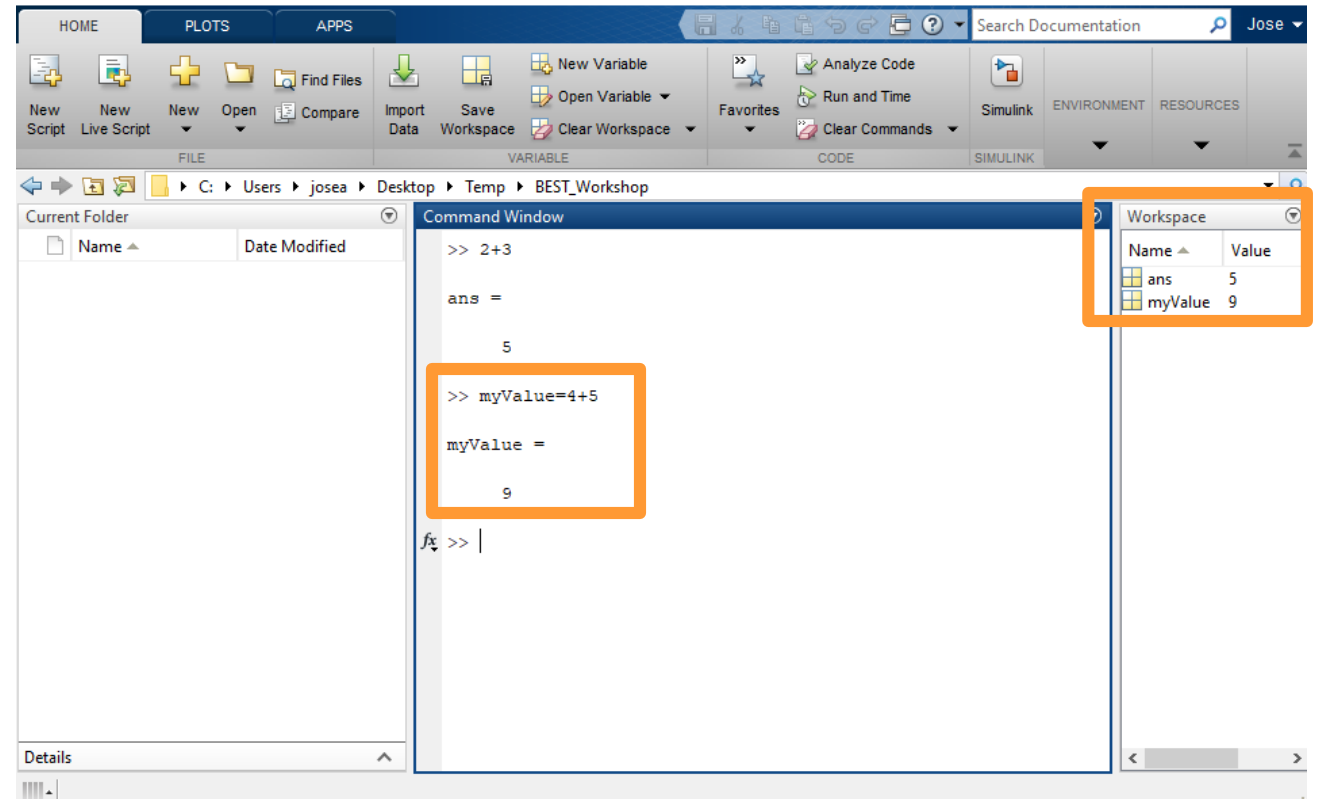 HOME PLOTS APPS Search Documentation Jose
New Script New Live Script New Open Find Files Compare Import Data Save Workspace New Variable Open Variable Clear Workspace Favorites Analyze Code Run and Time Clear Commands Simulink ENVIRONMENT RESOURCES
FILE VARIABLE CODE SIMULINK
C: Users josea Desktop Temp BEST_Workshop
Current Folder
Name Date Modified
Details
Command Window
>> 2+3
ans =
5
>> myValue=4+5
myValue =
9
fx >>
Workspace
Name Value
ans 5
myValue 9